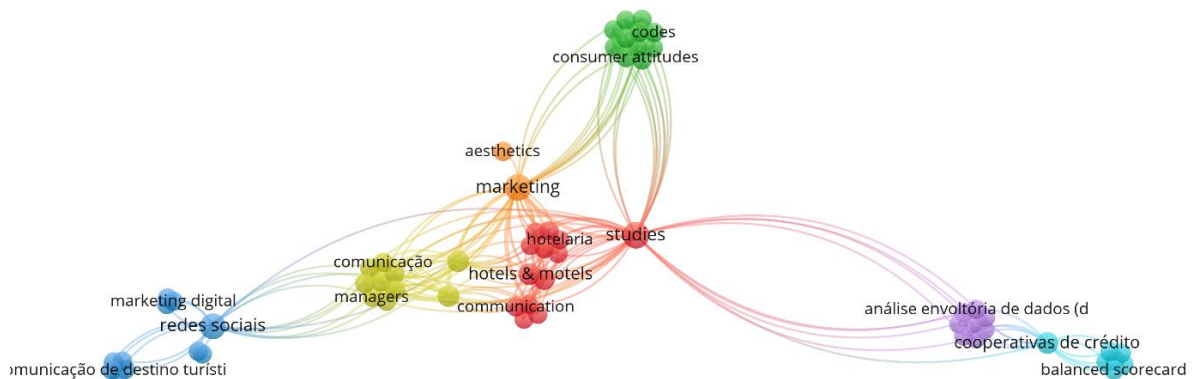 codes
consumer attitudes
aesthetics
marketing
studies
hotelaria
comunicação
hotels & motels
managers
communication
marketing digital
redes sociais
omunicação de destino turísti
análise envoltória de dados (d
cooperativas de crédito
balanced scorecard